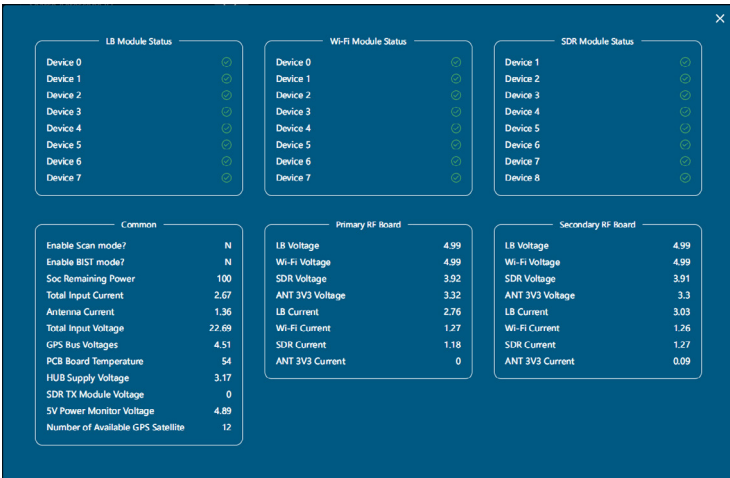 LB Module Status
Device 0
Device 1
Device 2
Device 3
Device 4
Device 5
Device 6
Device 7
Wi-Fi Module Status
Device 0
Device 1
Device 2
Device 3
Device 4
Device 5
Device 6
Device 7
SDR Module Status
Device 1
Device 2
Device 3
Device 4
Device 5
Device 6
Device 7
Device 8
Common
Enable Scan mode? N
Enable BIST mode? N
Soc Remaining Power 100
Total Input Current 2.67
Antenna Current 1.36
Total Input Voltage 22.69
GPS Bus Voltages 4.51
PCB Board Temperature 54
HUB Supply Voltage 3.17
SDR TX Module Voltage 0
5V Power Monitor Voltage 4.89
Number of Available GPS Satellite 12
Primary RF Board
LB Voltage 4.99
Wi-Fi Voltage 4.99
SDR Voltage 3.92
ANT 3V3 Voltage 3.32
LB Current 2.76
Wi-Fi Current 1.27
SDR Current 1.18
ANT 3V3 Current 0
Secondary RF Board
LB Voltage 4.99
Wi-Fi Voltage 4.99
SDR Voltage 3.91
ANT 3V3 Voltage 3.3
LB Current 3.03
Wi-Fi Current 1.26
SDR Current 1.27
ANT 3V3 Current 0.09